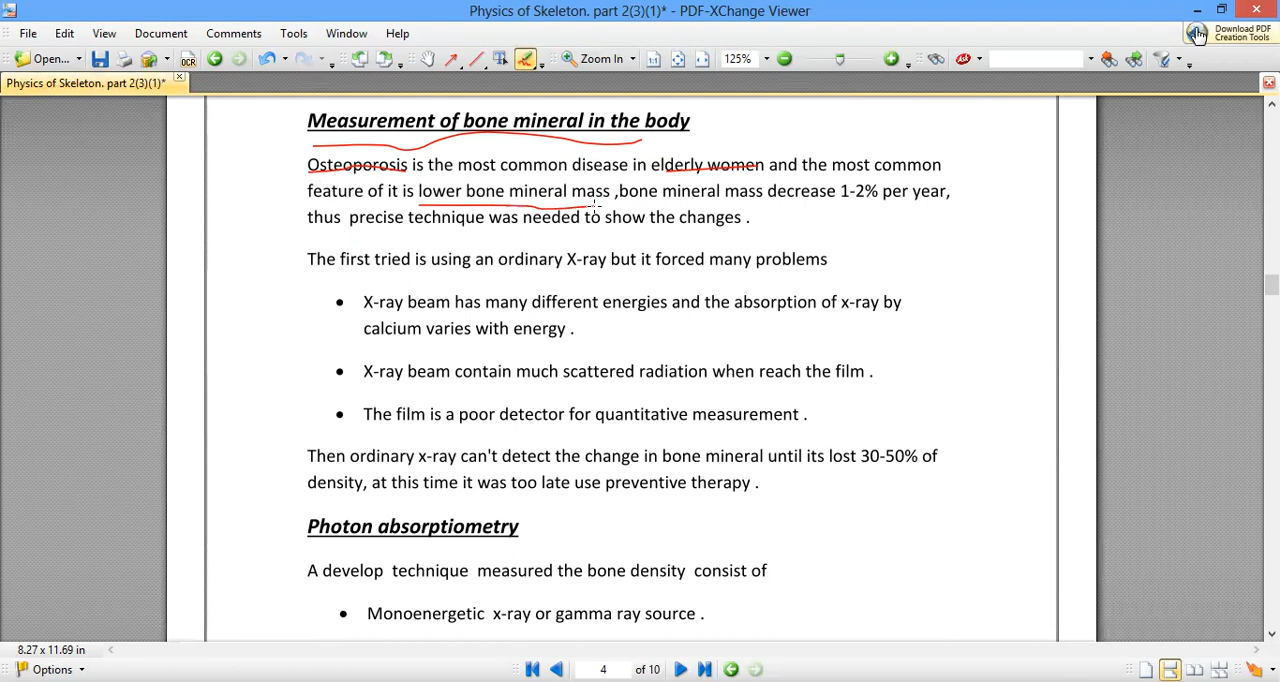 Physics of Skeleton. part 2(3)(1)* - PDF-XChange Viewer
File Edit View Document Comments Tools Window Help
Download PDF
Creation Tools
Open... OCR Zoom In 125%
Physics of Skeleton. part 2(3)(1)*
Measurement of bone mineral in the body
Osteoporosis is the most common disease in elderly women and the most common
feature of it is lower bone mineral mass ,bone mineral mass decrease 1-2% per year,
thus precise technique was needed to show the changes .
The first tried is using an ordinary X-ray but it forced many problems
• X-ray beam has many different energies and the absorption of x-ray by
calcium varies with energy .
• X-ray beam contain much scattered radiation when reach the film .
• The film is a poor detector for quantitative measurement .
Then ordinary x-ray can't detect the change in bone mineral until its lost 30-50% of
density, at this time it was too late use preventive therapy .
Photon absorptiometry
A develop technique measured the bone density consist of
• Monoenergetic x-ray or gamma ray source .
8.27 x 11.69 in
Options 4 of 10